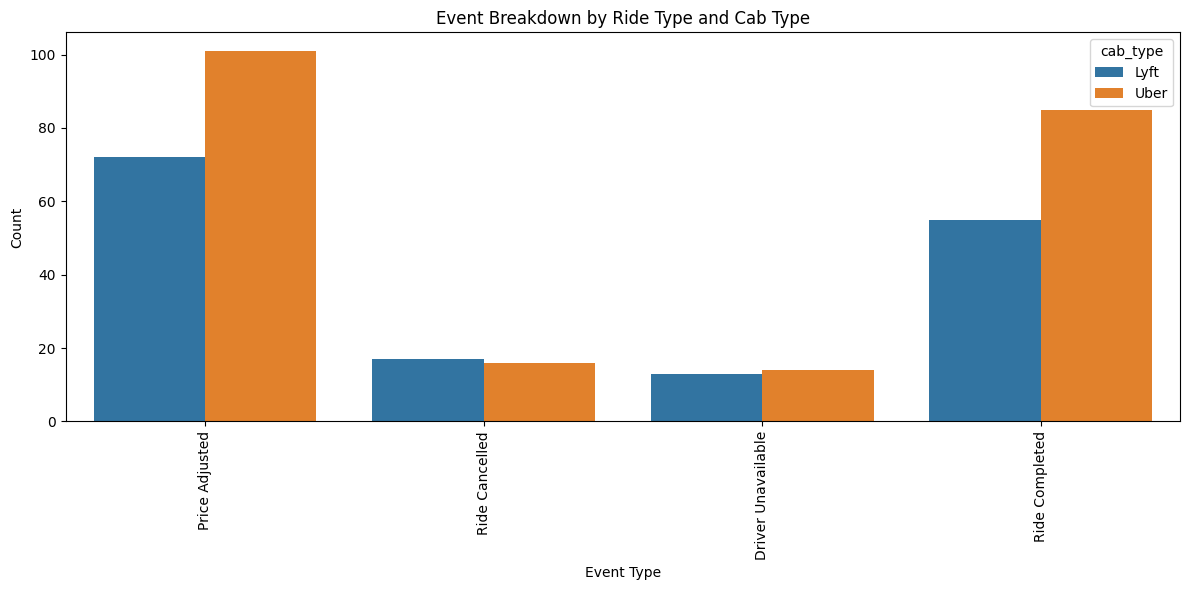 Event Breakdown by Ride Type and Cab Type
cab_type
Lyft
Uber
100
80
60
40
20
0
Count
Price Adjusted
Ride Cancelled
Driver Unavailable
Ride Completed
Event Type